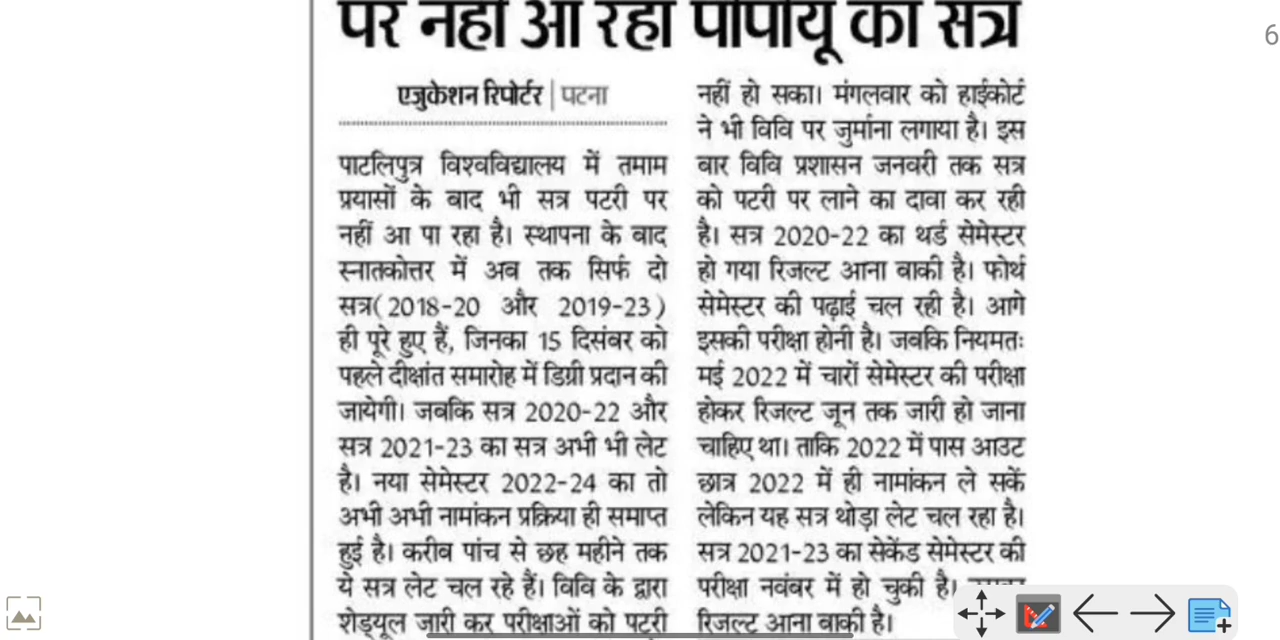 पर नहीं आ रहा पीपीयू का सत्र
6
एजुकेशन रिपोर्टर | पटना
पाटलिपुत्र विश्वविद्यालय में तमाम
प्रयासों के बाद भी सत्र पटरी पर
नहीं आ पा रहा है। स्थापना के बाद
स्नातकोत्तर में अब तक सिर्फ दो
सत्र(2018-20 और 2019-23)
ही पूरे हुए हैं, जिनका 15 दिसंबर को
पहले दीक्षांत समारोह में डिग्री प्रदान की
जायेगी। जबकि सत्र 2020-22 और
सत्र 2021-23 का सत्र अभी भी लेट
है। नया सेमेस्टर 2022-24 का तो
अभी अभी नामांकन प्रक्रिया ही समाप्त
हुई है। करीब पांच से छह महीने तक
ये सत्र लेट चल रहे हैं। विवि के द्वारा
शेड्यूल जारी कर परीक्षाओं को पटरी
नहीं हो सका। मंगलवार को हाईकोर्ट
ने भी विवि पर जुर्माना लगाया है। इस
बार विवि प्रशासन जनवरी तक सत्र
को पटरी पर लाने का दावा कर रही
है। सत्र 2020-22 का थर्ड सेमेस्टर
हो गया रिजल्ट आना बाकी है। फोर्थ
सेमेस्टर की पढ़ाई चल रही है। आगे
इसकी परीक्षा होनी है। जबकि नियमतः
मई 2022 में चारों सेमेस्टर की परीक्षा
होकर रिजल्ट जून तक जारी हो जाना
चाहिए था। ताकि 2022 में पास आउट
छात्र 2022 में ही नामांकन ले सकें
लेकिन यह सत्र थोड़ा लेट चल रहा है।
सत्र 2021-23 का सेकेंड सेमेस्टर की
परीक्षा नवंबर में हो चुकी है।
रिजल्ट आना बाकी है।